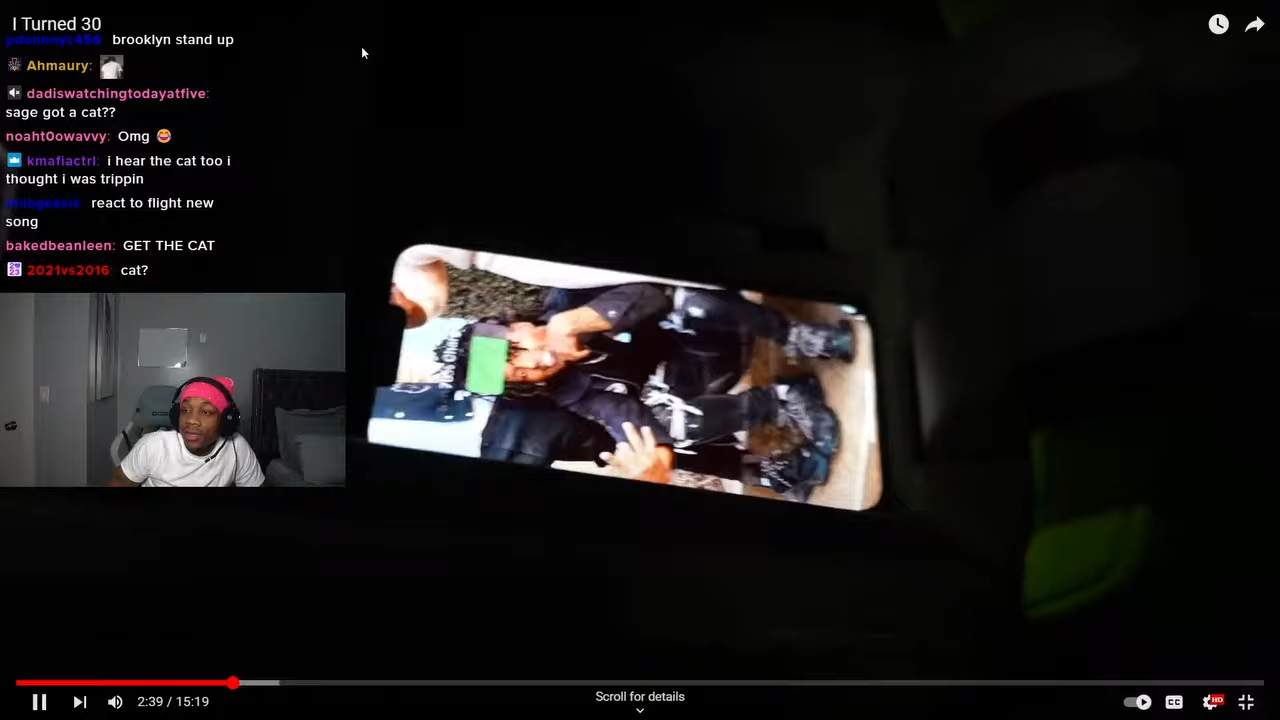 I Turned 30
brooklyn stand up
Ahmaury:
dadiswatchingtodayatfive:
sage got a cat??
noaht0owavvy: Omg 😂
kmafiactrl: i hear the cat too i
thought i was trippin
react to flight new
song
bakedbeanleen: GET THE CAT
2021vs2016 cat?
2:39 / 15:19
Scroll for details
CC
HD